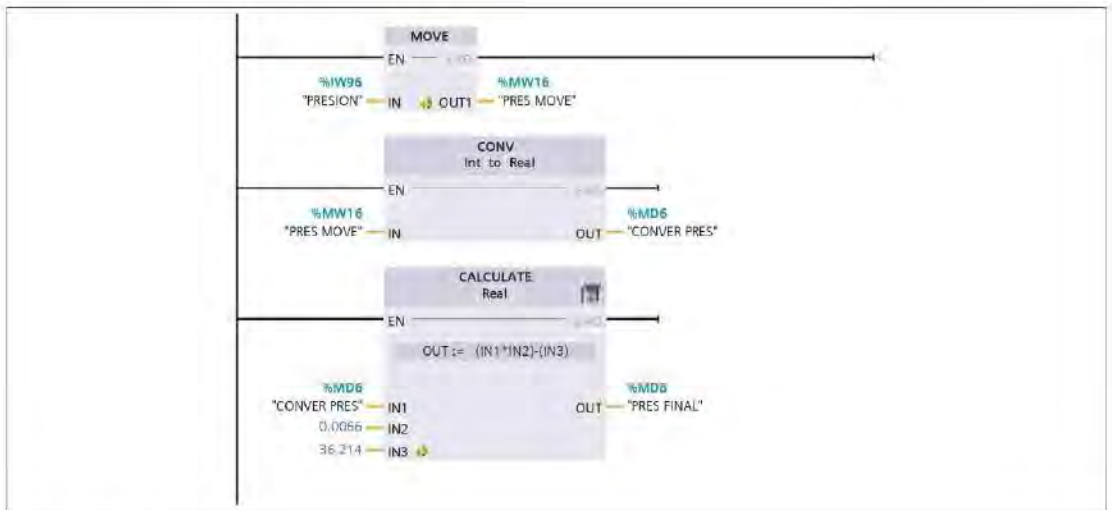 MOVE
EN
%IW96
"PRESION"
IN
OUT1
%MW16
"PRES MOVE"
CONV
Int to Real
EN
%MW16
"PRES MOVE"
IN
OUT
%MD6
"CONVER PRES"
CALCULATE
Real
EN
OUT := (IN1*IN2)-(IN3)
%MD6
"CONVER PRES"
IN1
0.0066
IN2
36.214
IN3
OUT
"PRES FINAL"